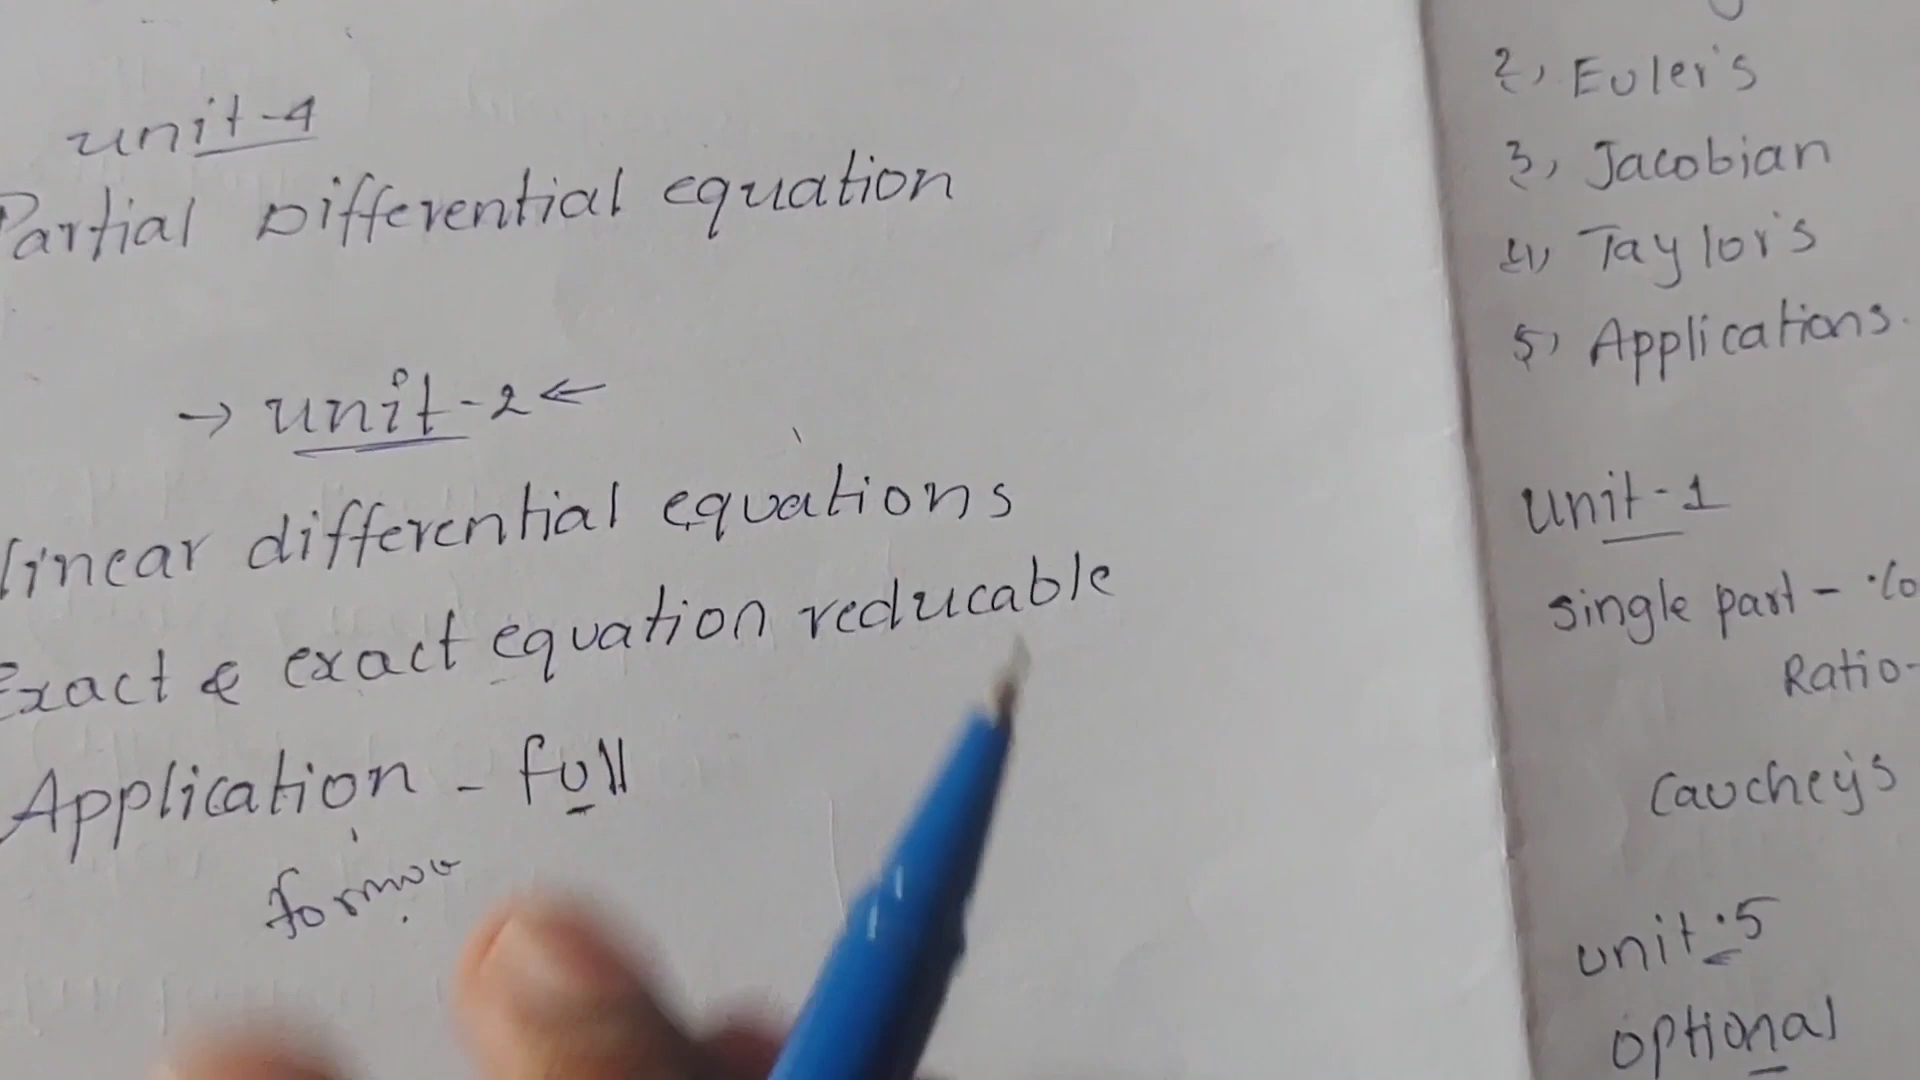 unit-4
Partial Differential equation
→ unit-2 ←
linear differential equations
Exact & exact equation reducable
Application - full
2) Euler's
3) Jacobian
4) Taylor's
5) Applications.
unit-1
single part -
Ratio-
Cauchey's
unit-5
optional